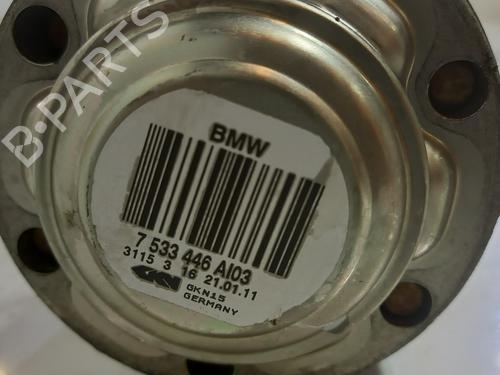 B-PARTS
BMW
7 533 446 AI03
3115 3 16 21.01.11
GKN15
GERMANY